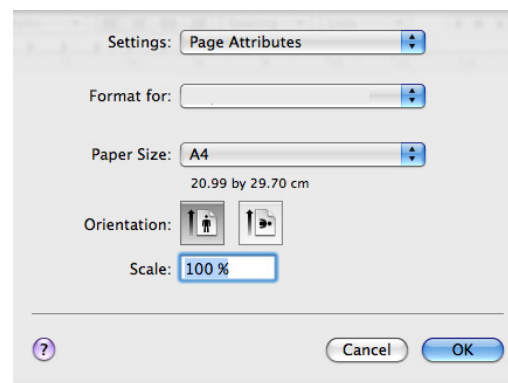 Settings: Page Attributes
Format for:
Paper Size: A4
20.99 by 29.70 cm
Orientation:
Scale: 100 %
? Cancel OK